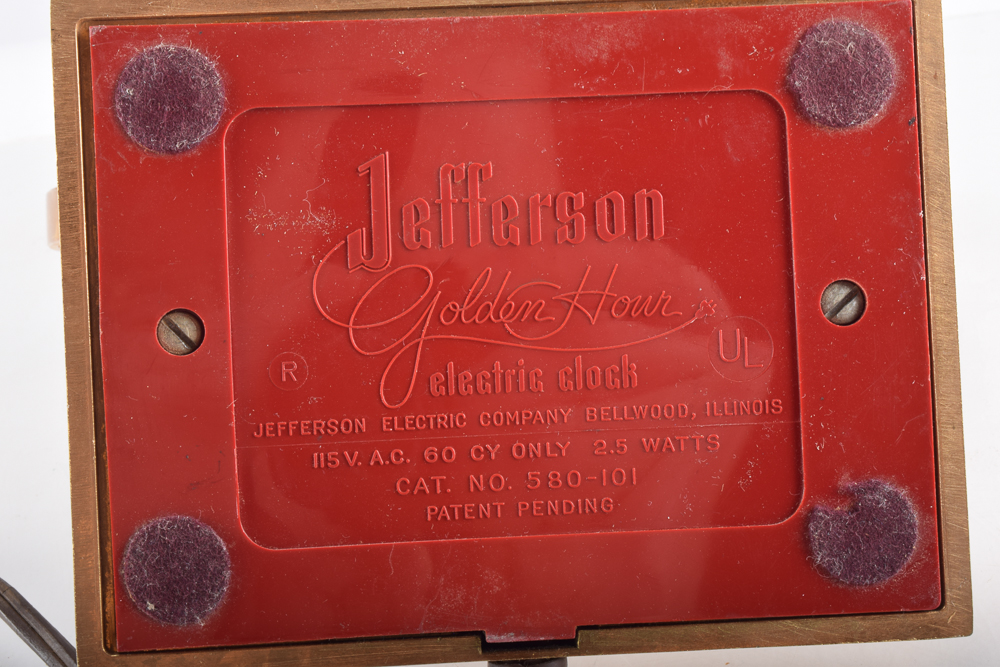 Jefferson
Golden Hour
UL
R
electric clock
JEFFERSON ELECTRIC COMPANY BELLWOOD, ILLINOIS
115 V. A.C. 60 CY ONLY 2.5 WATTS
CAT. NO. 580-101
PATENT PENDING